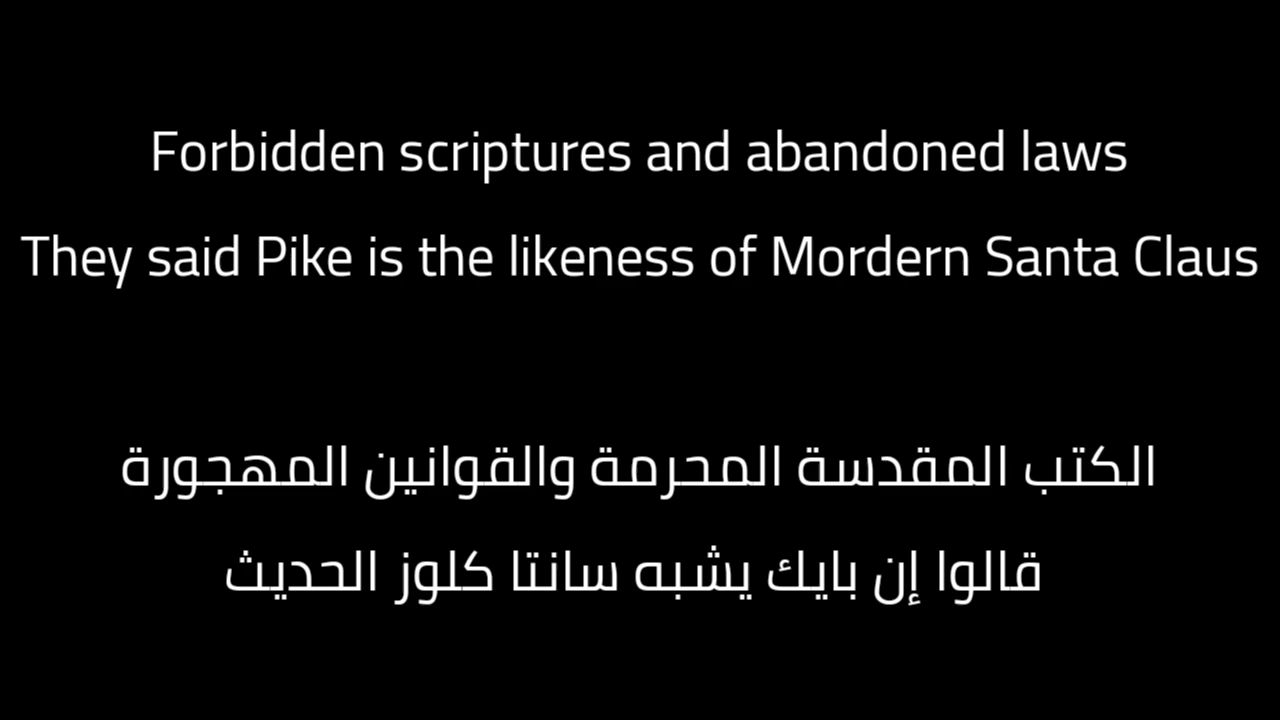 Forbidden scriptures and abandoned laws
They said Pike is the likeness of Mordern Santa Claus
الكتب المقدسة المحرمة والقوانين المهجورة
قالوا إن بايك يشبه سانتا كلوز الحديث